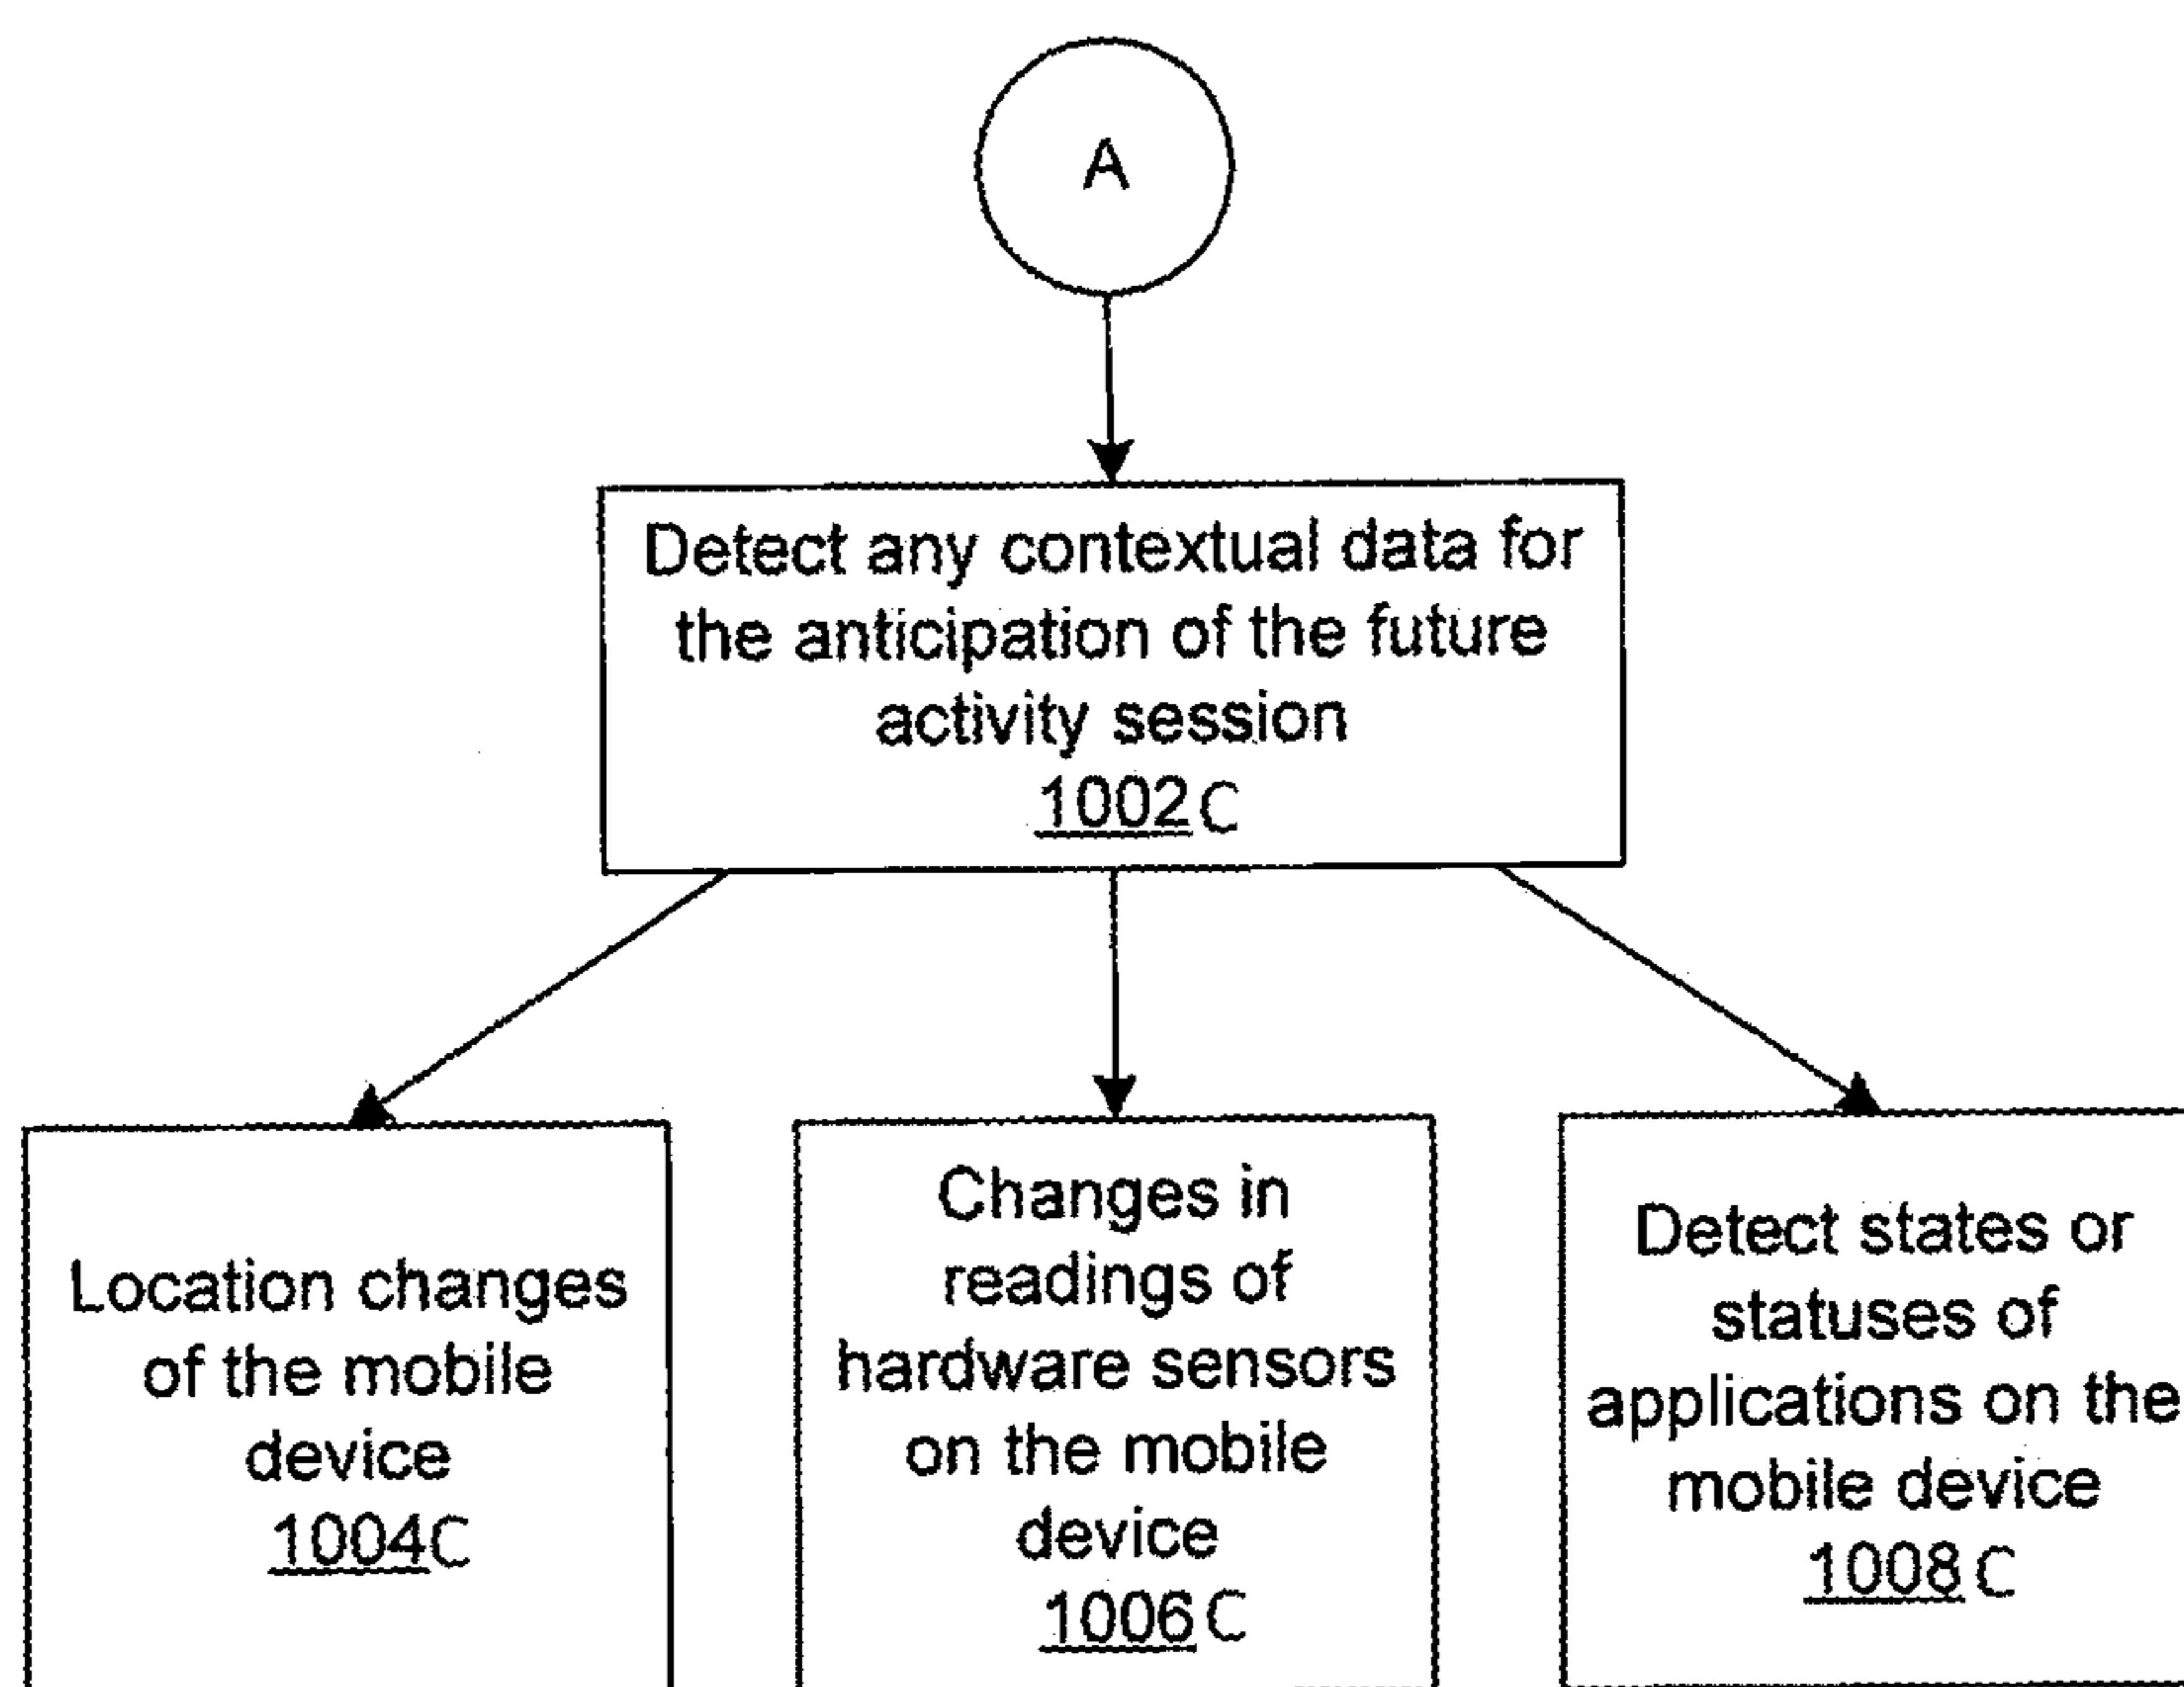 A
Detect any contextual data for
the anticipation of the future
activity session
1002C
Location changes
of the mobile
device
1004C
Changes in
readings of
hardware sensors
on the mobile
device
1006C
Detect states or
statuses of
applications on the
mobile device
1008C